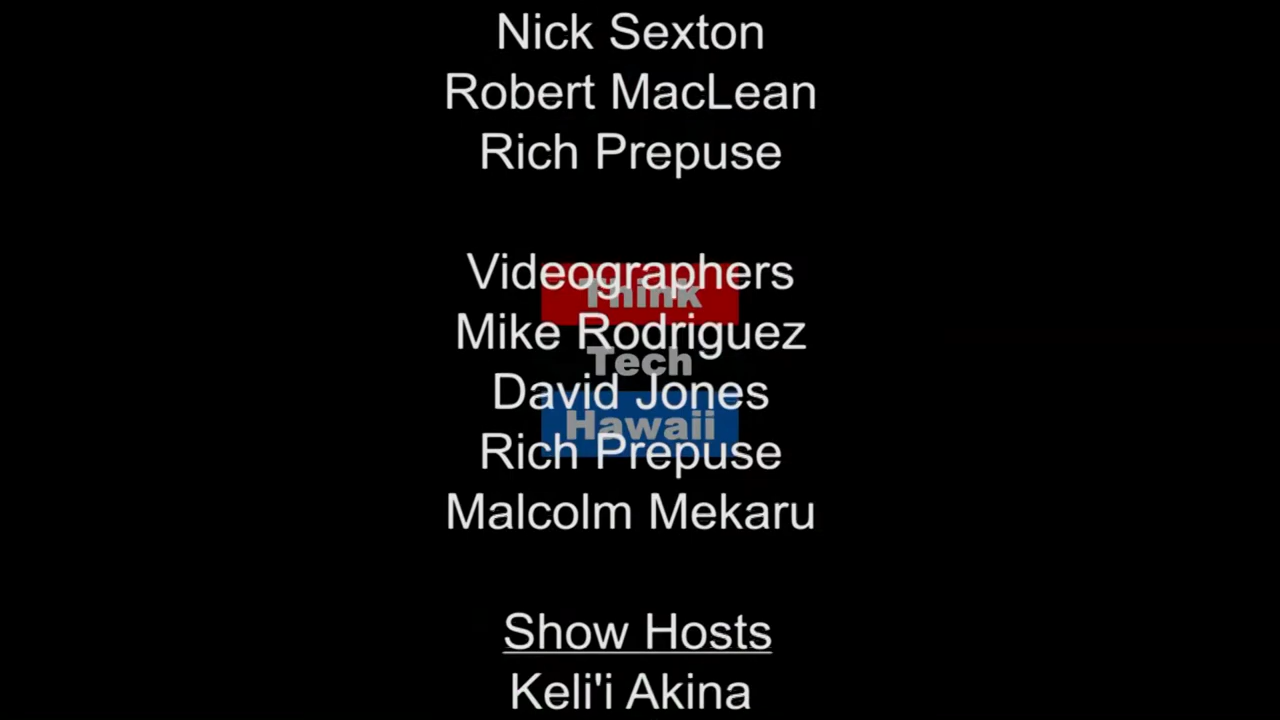 Nick Sexton
Robert MacLean
Rich Prepuse
Videographers
Think
Mike Rodriguez
Tech
David Jones
Hawaii
Rich Prepuse
Malcolm Mekaru
Show Hosts
Keli'i Akina